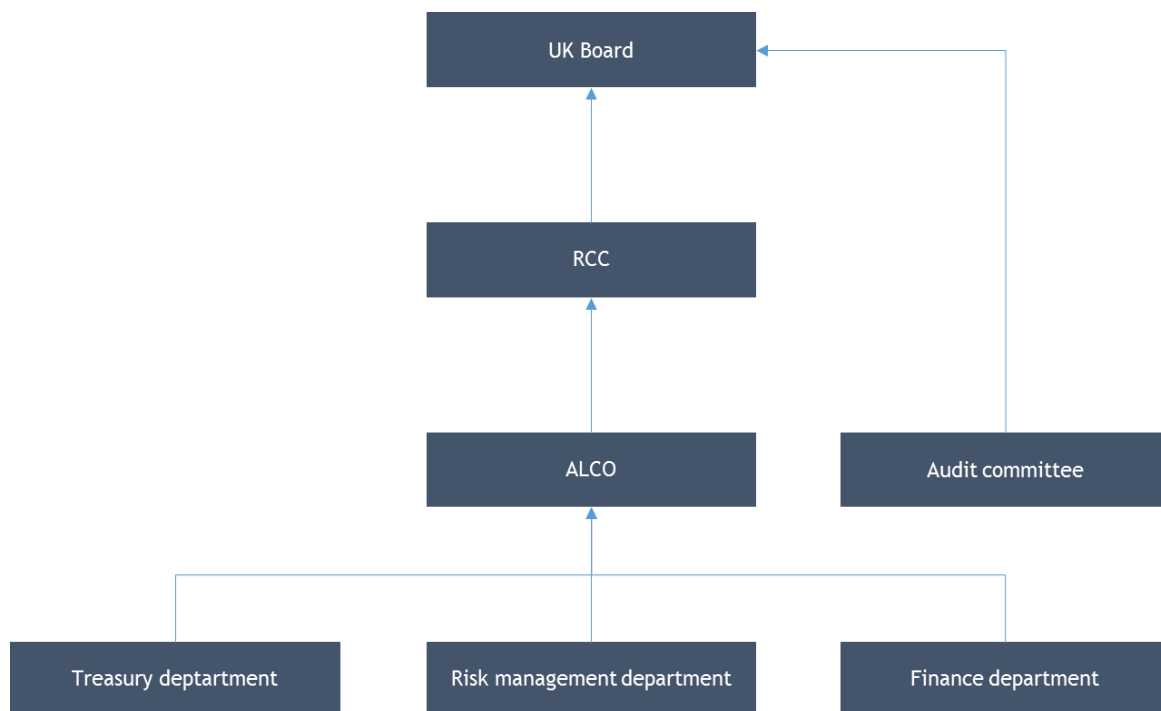 UK Board
RCC
ALCO
Audit committee
Treasury deptartment
Risk management department
Finance department